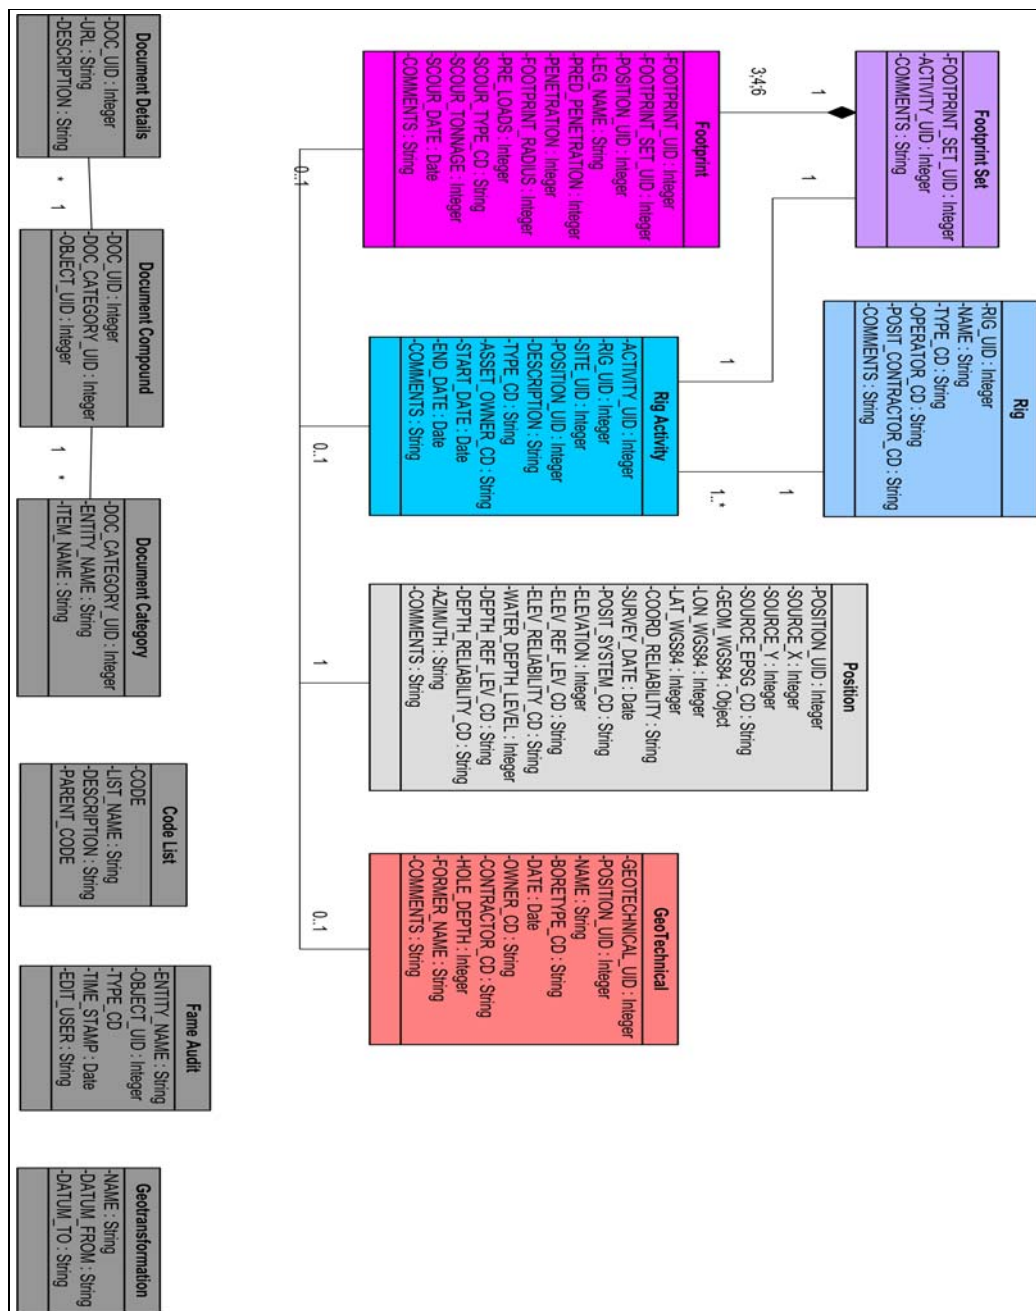 Footprint Set
-FOOTPRINT_SET_UID : Integer
-ACTIVITY_UID : Integer
-COMMENTS : String
1
3;4;6
1
1
Rig
-RIG_UID : Integer
-NAME : String
-TYPE_CD : String
-OPERATOR_CD : String
-POSIT_CONTRACTOR_CD : String
-COMMENTS : String
1
1..*
Footprint
-FOOTPRINT_UID : Integer
-FOOTPRINT_SET_UID : Integer
-POSITION_UID : Integer
-LEG_NAME : String
-PRED_PENETRATION : Integer
-PENETRATION : Integer
-FOOTPRINT_RADIUS : Integer
-PRE_LOADS : Integer
-SCOUR_TYPE_CD : String
-SCOUR_TONNAGE : Integer
-SCOUR_DATE : Date
-COMMENTS : String
0..1
Rig Activity
-ACTIVITY_UID : Integer
-RIG_UID : Integer
-SITE_UID : Integer
-POSITION_UID : Integer
-DESCRIPTION : String
-TYPE_CD : String
-ASSET_OWNER_CD : String
-START_DATE : Date
-END_DATE : Date
-COMMENTS : String
0..1
Position
-POSITION_UID : Integer
-SOURCE_X : Integer
-SOURCE_Y : Integer
-SOURCE_EPSG_CD : String
-GEOM_WGS84 : Object
-LON_WGS84 : Integer
-LAT_WGS84 : Integer
-COORD_RELIABILITY : String
-SURVEY_DATE : Date
-POSIT_SYSTEM_CD : String
-ELEVATION : Integer
-ELEV_REF_LEV_CD : String
-ELEV_RELIABILITY_CD : String
-WATER_DEPTH_LEVEL : Integer
-DEPTH_REF_LEV_CD : String
-DEPTH_RELIABILITY_CD : String
-AZIMUTH : String
-COMMENTS : String
1
GeoTechnical
-GEOTECHNICAL_UID : Integer
-POSITION_UID : Integer
-NAME : String
-BORETYPE_CD : String
-DATE : Date
-OWNER_CD : String
-CONTRACTOR_CD : String
-HOLE_DEPTH : Integer
-FORMER_NAME : String
-COMMENTS : String
0..1
Document Details
-DOC_UID : Integer
-URL : String
-DESCRIPTION : String
* 1
Document Compound
-DOC_UID : Integer
-DOC_CATEGORY_UID : Integer
-OBJECT_UID : Integer
1 *
Document Category
-DOC_CATEGORY_UID : Integer
-ENTITY_NAME : String
-ITEM_NAME : String
Code List
-CODE
-LIST_NAME : String
-DESCRIPTION : String
-PARENT_CODE
Fame Audit
-ENTITY_NAME : String
-OBJECT_UID : Integer
-TYPE_CD
-TIME_STAMP : Date
-EDIT_USER : String
Geotransformation
-NAME : String
-DATUM_FROM : String
-DATUM_TO : String